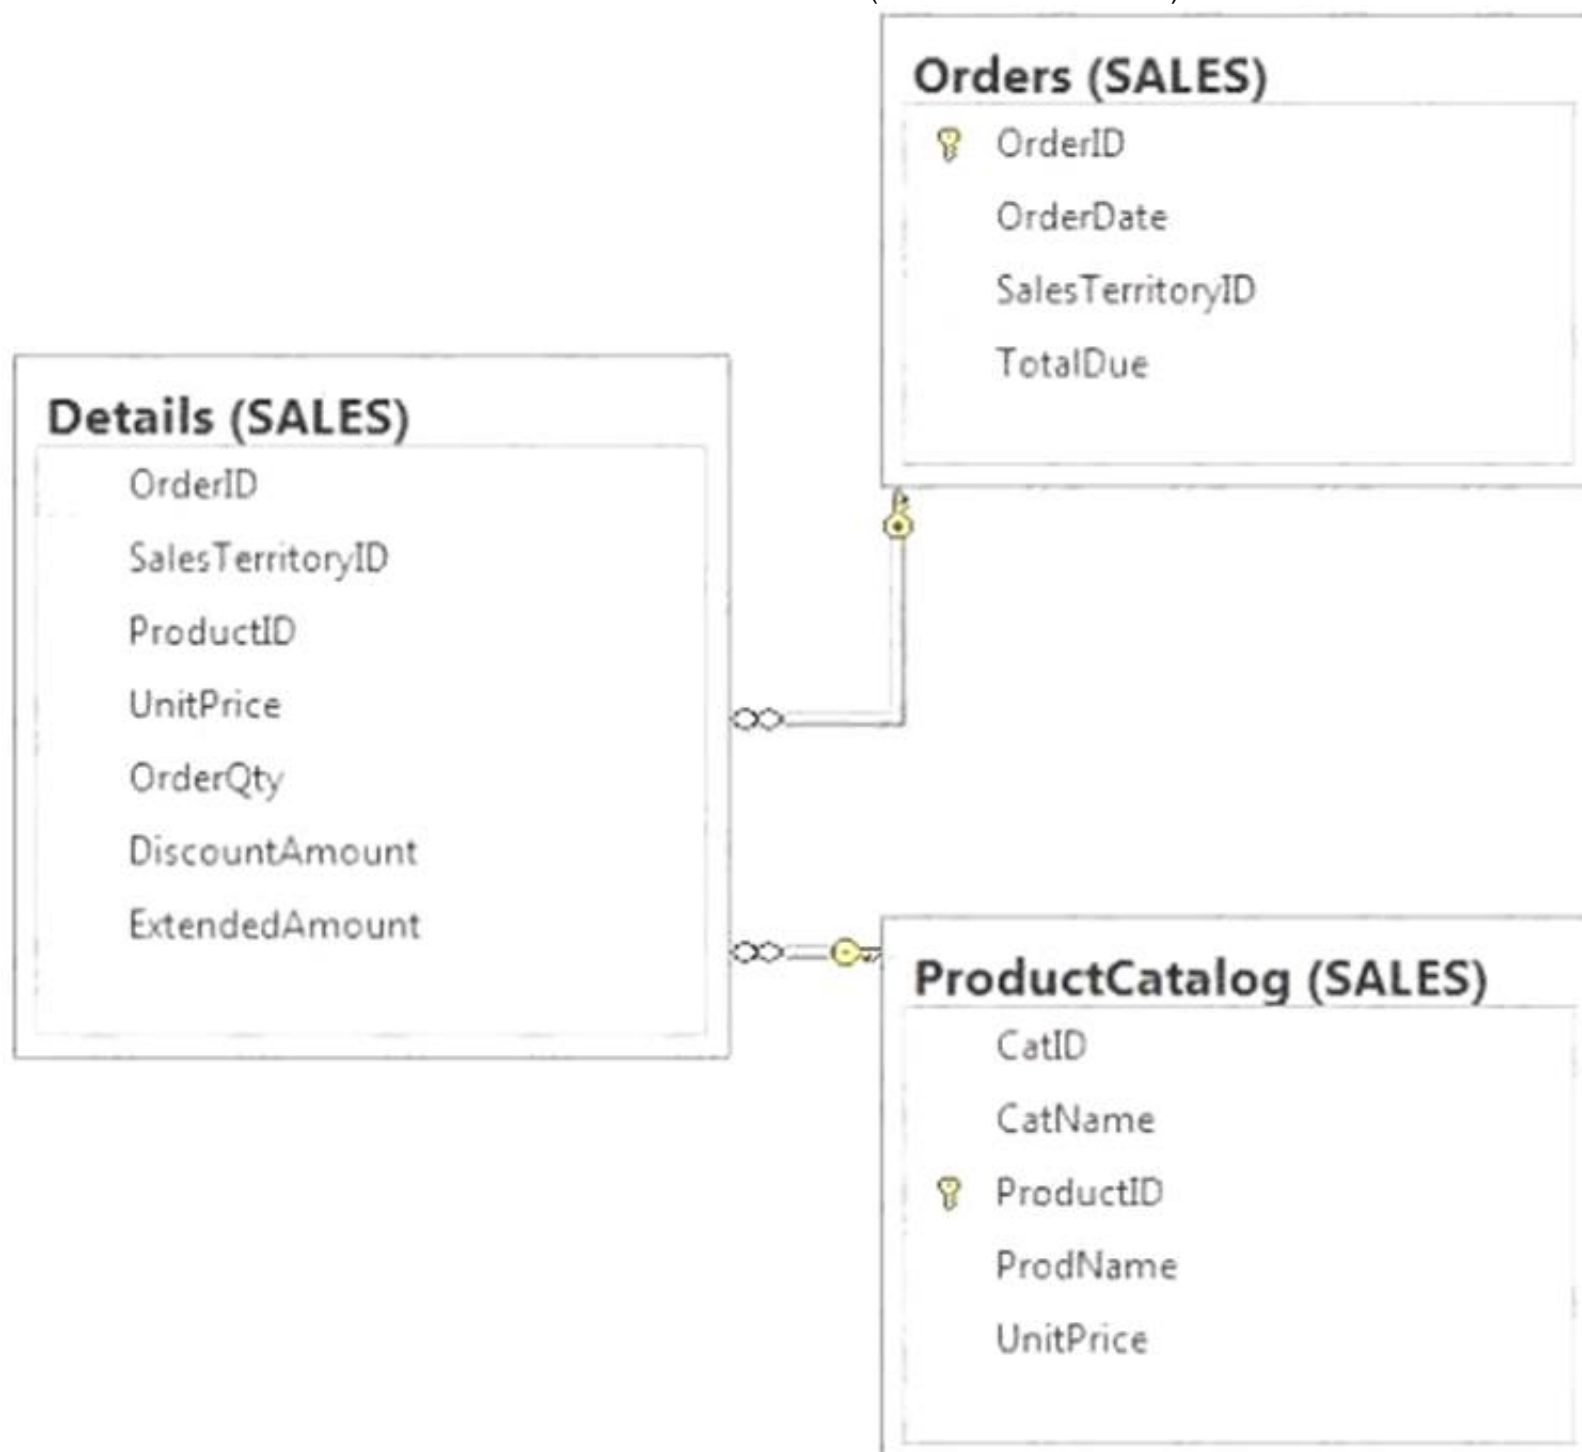 Orders (SALES)
OrderID
OrderDate
SalesTerritoryID
TotalDue
Details (SALES)
OrderID
SalesTerritoryID
ProductID
UnitPrice
OrderQty
DiscountAmount
ExtendedAmount
ProductCatalog (SALES)
CatID
CatName
ProductID
ProdName
UnitPrice